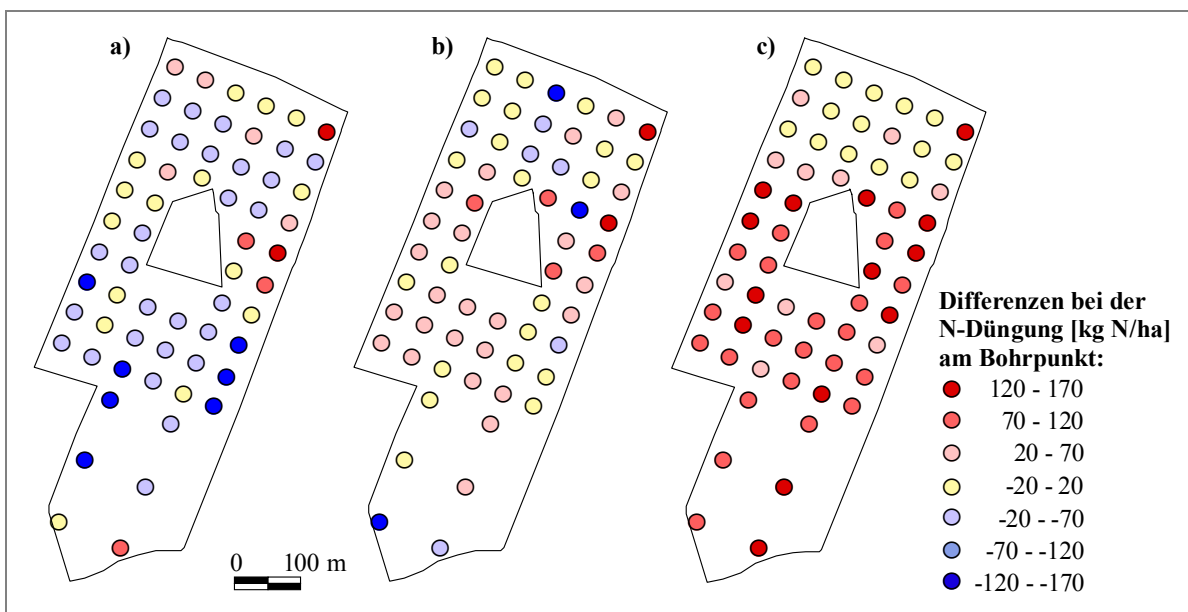 a)
b)
c)
Differenzen bei der
N-Düngung [kg N/ha]
am Bohrpunkt:
120 - 170
70 - 120
20 - 70
-20 - 20
-20 - -70
-70 - -120
-120 - -170
0 100 m